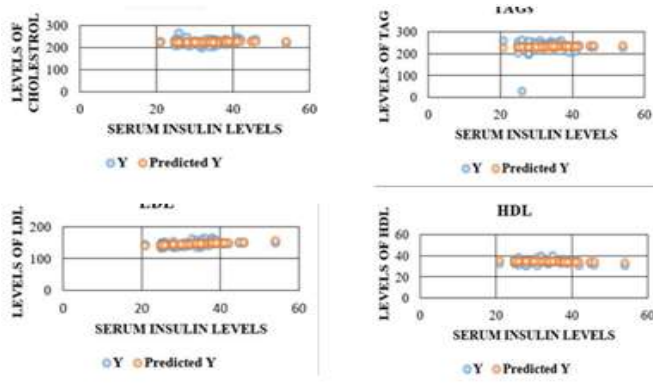 300
200
100
0
LEVELS OF
CHOLESTROL
0
20
40
60
SERUM INSULIN LEVELS
Y
Predicted Y
TAGs
400
300
200
100
0
LEVELS OF TAG
0
20
40
60
SERUM INSULIN LEVELS
Y
Predicted Y
LDL
200
100
0
LEVELS OF LDL
0
20
40
60
SERUM INSULIN LEVELS
Y
Predicted Y
HDL
60
40
20
0
LEVELS OF HDL
0
20
40
60
SERUM INSULIN LEVELS
Y
Predicted Y